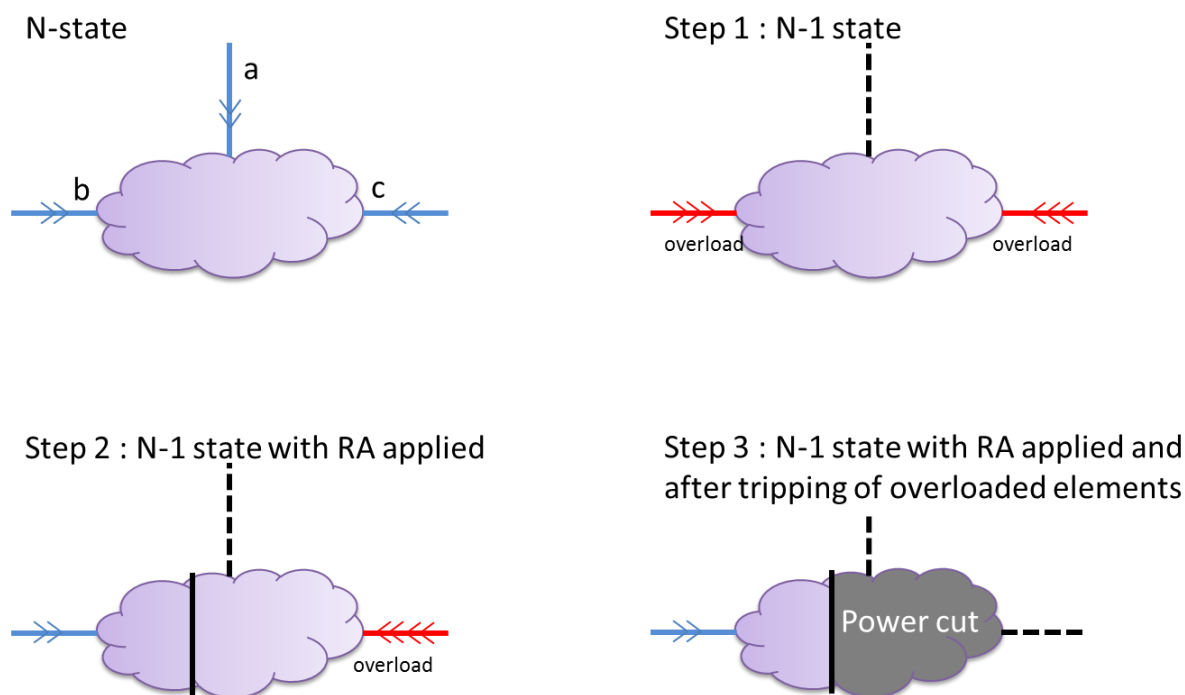 N-state
Step 1 : N-1 state
a
b
c
overload
overload
Step 2 : N-1 state with RA applied
Step 3 : N-1 state with RA applied and
after tripping of overloaded elements
Power cut
overload